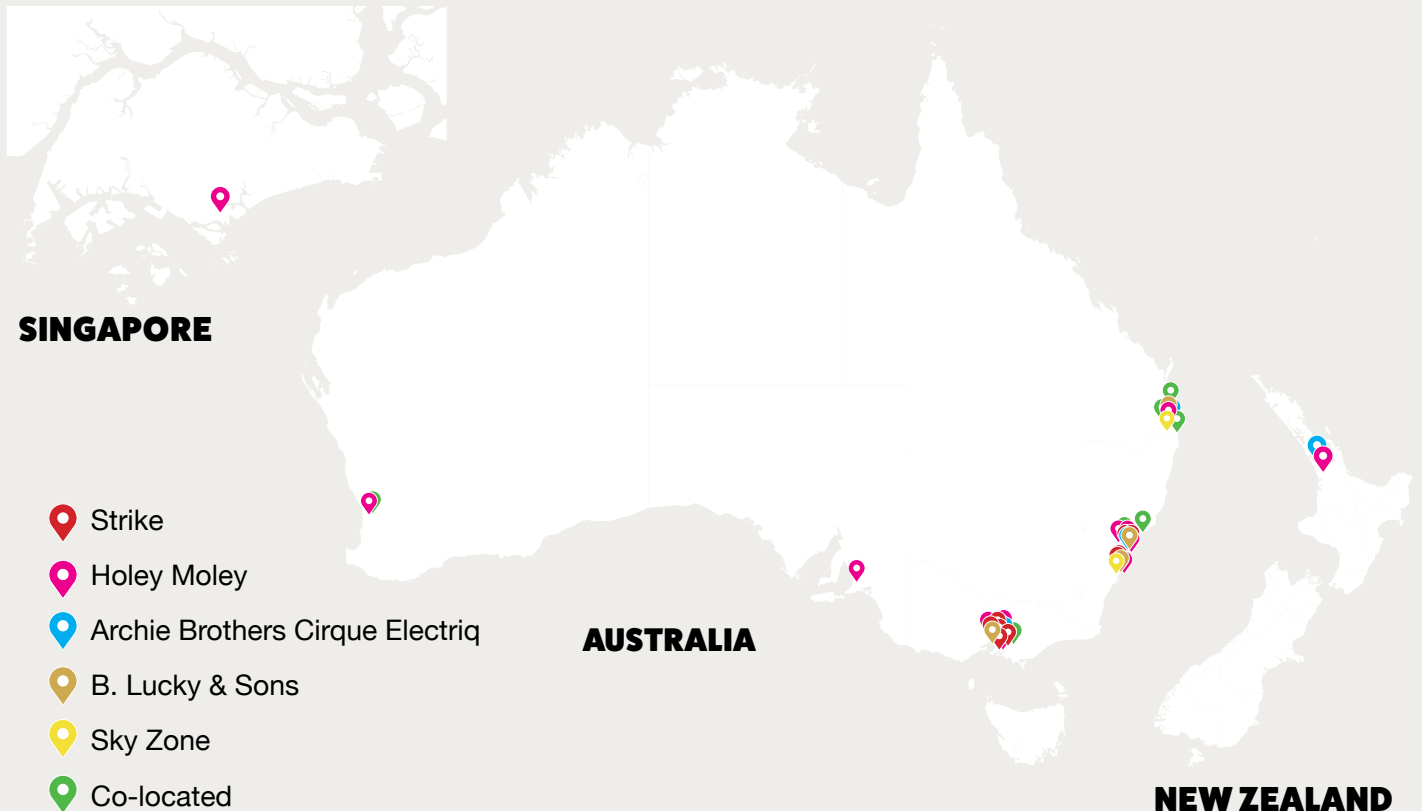 SINGAPORE
Strike
Holey Moley
Archie Brothers Cirque Electriq
B. Lucky & Sons
Sky Zone
Co-located
AUSTRALIA
NEW ZEALAND